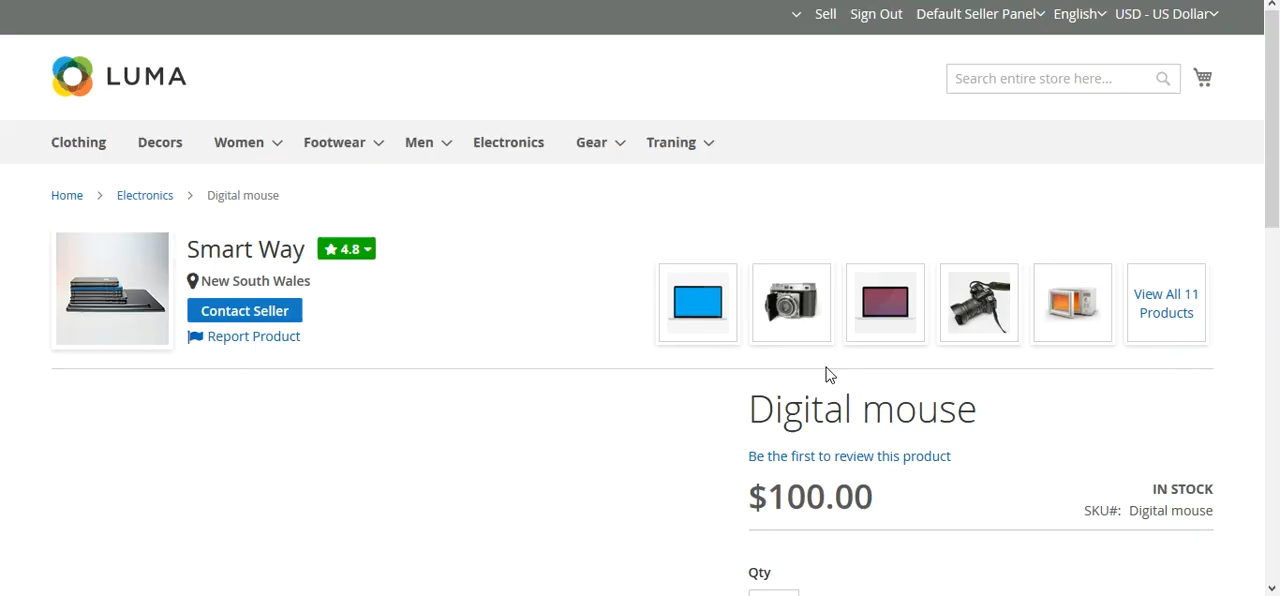 Sell Sign Out Default Seller Panel English USD - US Dollar
LUMA
Search entire store here...
Clothing Decors Women Footwear Men Electronics Gear Traning
Home Electronics Digital mouse
Smart Way 4.8
New South Wales
Contact Seller
Report Product
View All 11
Products
Digital mouse
Be the first to review this product
$100.00
IN STOCK
SKU#: Digital mouse
Qty